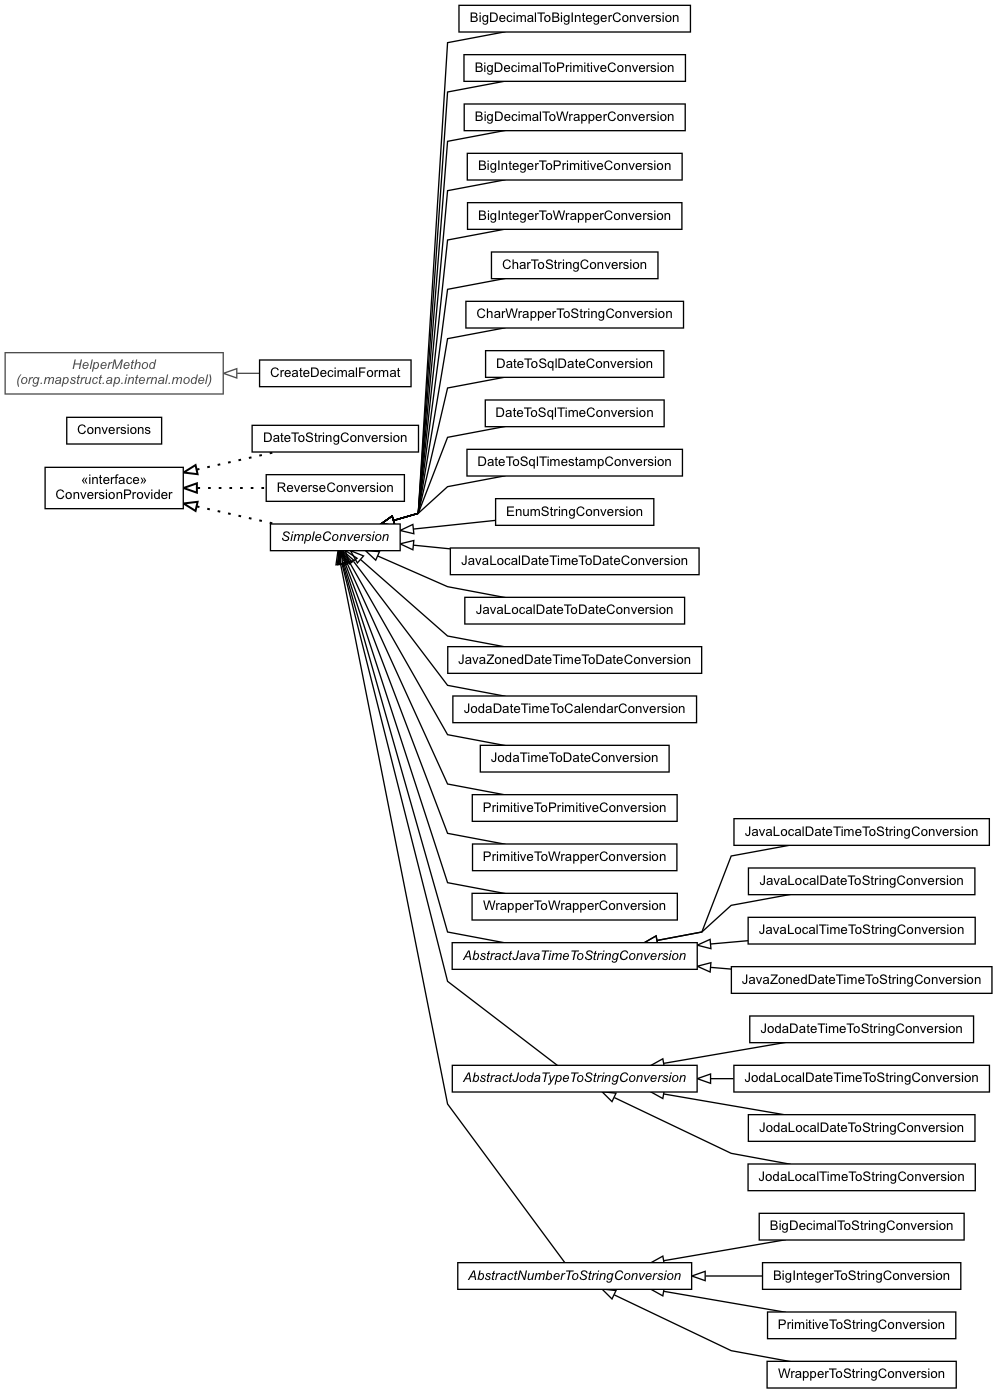 BigDecimalToBigIntegerConversion
BigDecimalToPrimitiveConversion
BigDecimalToWrapperConversion
BigIntegerToPrimitiveConversion
BigIntegerToWrapperConversion
CharToStringConversion
CharWrapperToStringConversion
DateToSqlDateConversion
HelperMethod
(org.mapstruct.ap.internal.model)
CreateDecimalFormat
DateToSqlTimeConversion
Conversions
DateToStringConversion
DateToSqlTimestampConversion
«interface»
ConversionProvider
ReverseConversion
EnumStringConversion
SimpleConversion
JavaLocalDateTimeToDateConversion
JavaLocalDateToDateConversion
JavaZonedDateTimeToDateConversion
JodaDateTimeToCalendarConversion
JodaTimeToDateConversion
PrimitiveToPrimitiveConversion
JavaLocalDateTimeToStringConversion
PrimitiveToWrapperConversion
JavaLocalDateToStringConversion
WrapperToWrapperConversion
JavaLocalTimeToStringConversion
AbstractJavaTimeToStringConversion
JavaZonedDateTimeToStringConversion
JodaDateTimeToStringConversion
AbstractJodaTypeToStringConversion
JodaLocalDateTimeToStringConversion
JodaLocalDateToStringConversion
JodaLocalTimeToStringConversion
BigDecimalToStringConversion
AbstractNumberToStringConversion
BigIntegerToStringConversion
PrimitiveToStringConversion
WrapperToStringConversion